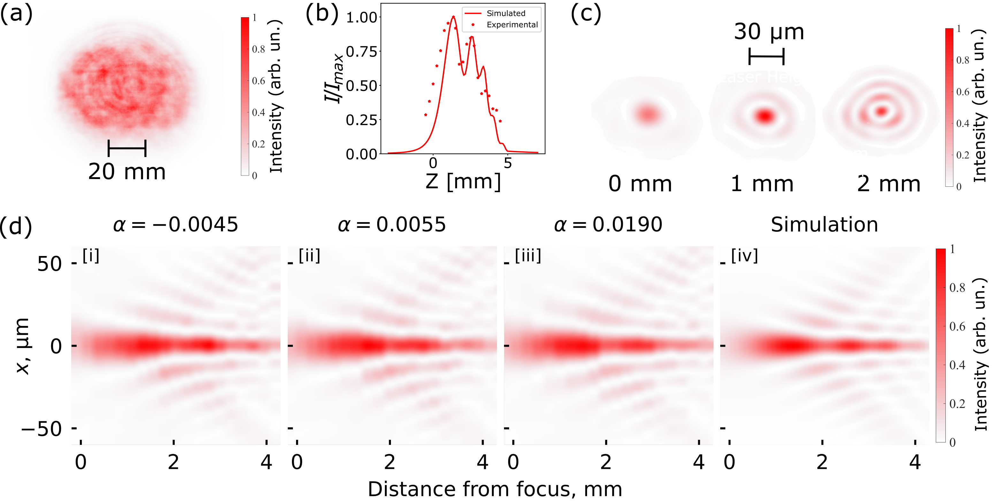 (a)
1
0.8
0.6
0.4
0.2
0
Intensity (arb. un.)
20 mm
(b)
1.00
0.75
0.50
0.25
0.00
I/Imax
Simulated
Experimental
0 5
Z [mm]
(c)
30 μm
0 mm 1 mm 2 mm
1
0.8
0.6
0.4
0.2
0
Intensity (arb. un.)
(d)
α = −0.0045 α = 0.0055 α = 0.0190 Simulation
[i] [ii] [iii] [iv]
50
0
−50
x, μm
0 2 4 0 2 4 0 2 4 0 2 4
Distance from focus, mm
1
0.8
0.6
0.4
0.2
0
Intensity (arb. un.)